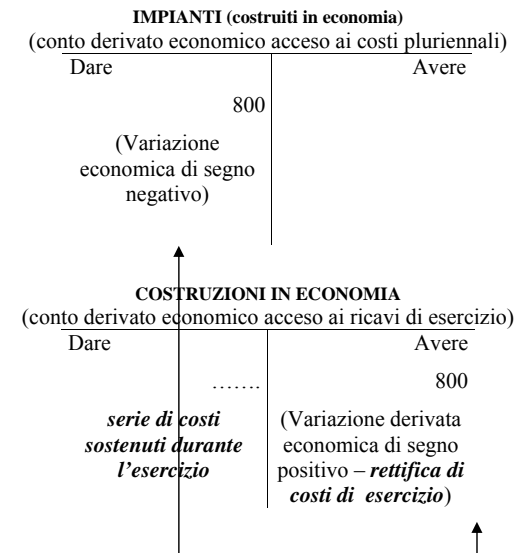 IMPIANTI (costruiti in economia)
(conto derivato economico acceso ai costi pluriennali)
Dare Avere
800
(Variazione
economica di segno
negativo)
COSTRUZIONI IN ECONOMIA
(conto derivato economico acceso ai ricavi di esercizio)
Dare Avere
....... 800
serie di costi
sostenuti durante
l'esercizio
(Variazione derivata
economica di segno
positivo – rettifica di
costi di esercizio)